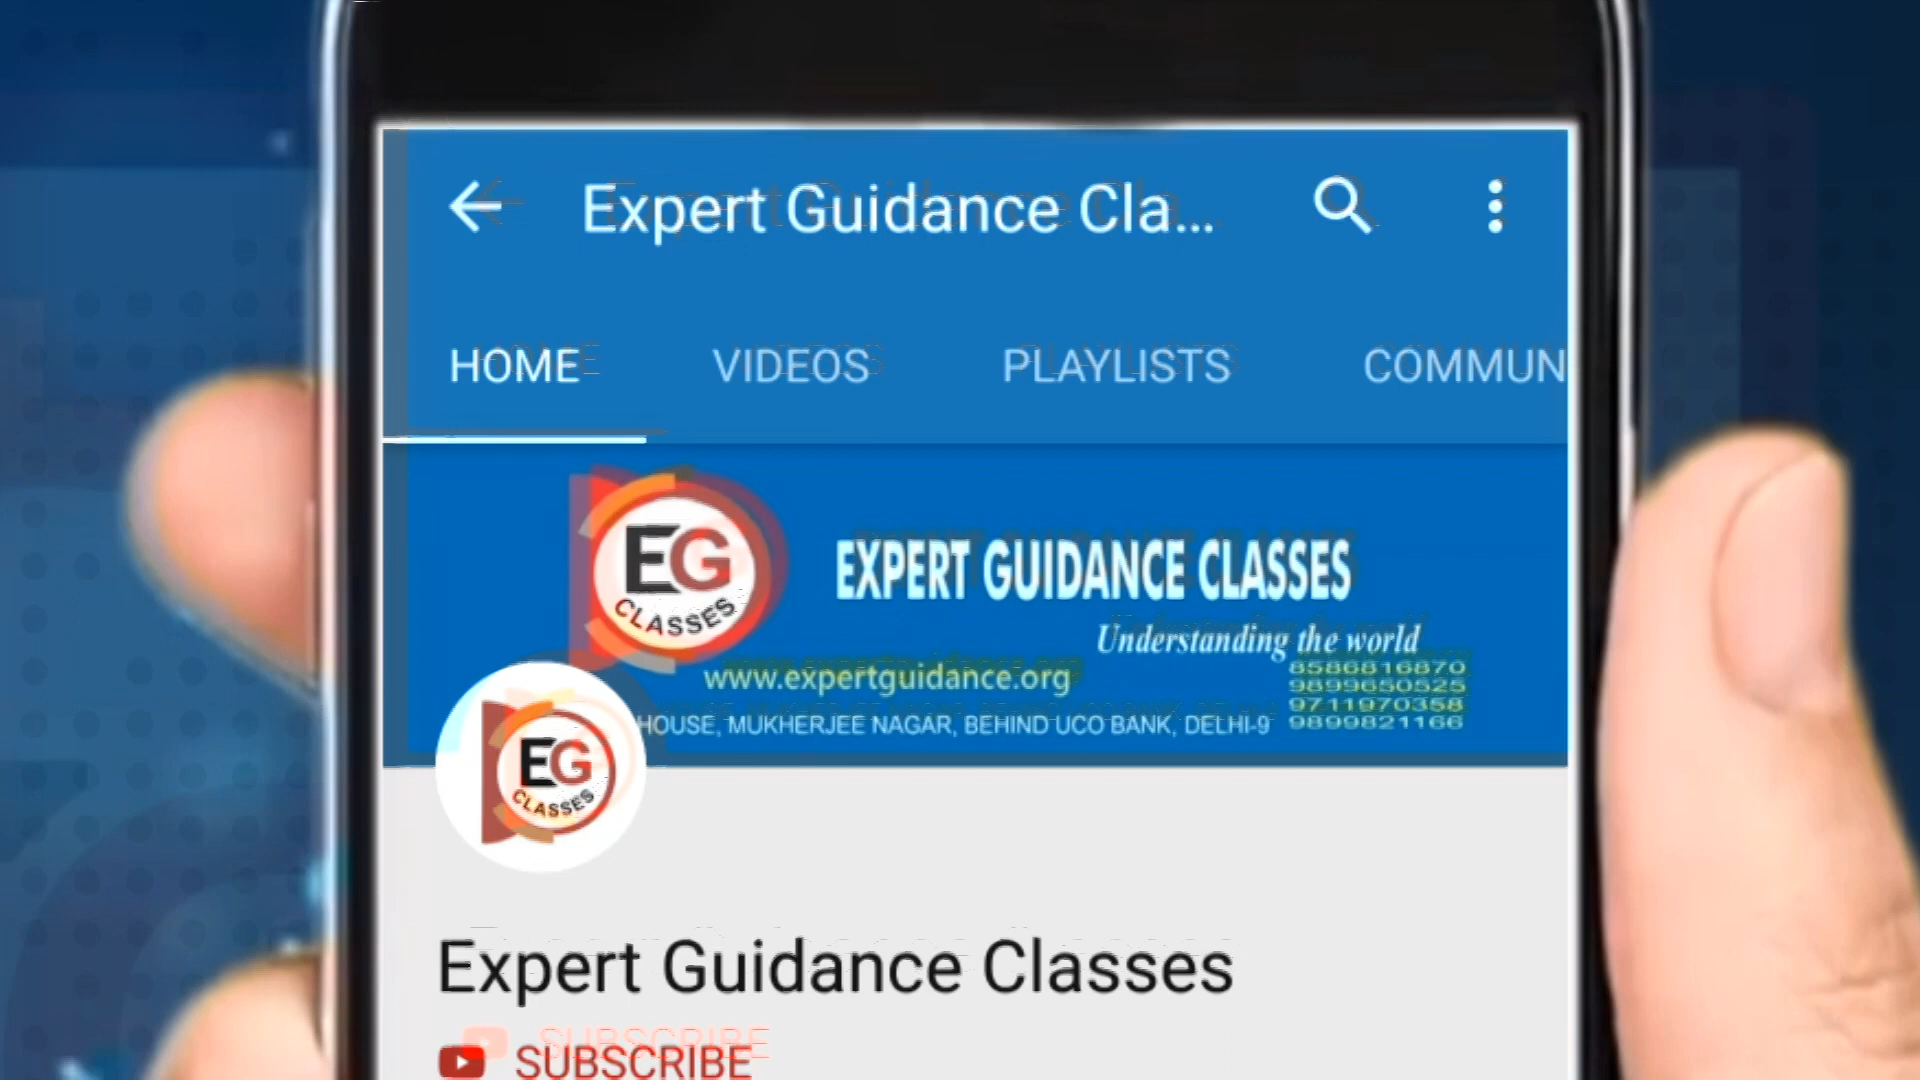 Expert Guidance Cla...
HOME VIDEOS PLAYLISTS COMMUN
EG
CLASSES
EXPERT GUIDANCE CLASSES
Understanding the world
www.expertguidance.org
8586816870
9899650525
9711970358
9899821166
HOUSE, MUKHERJEE NAGAR, BEHIND UCO BANK, DELHI-9
EG
CLASSES
Expert Guidance Classes
SUBSCRIBE